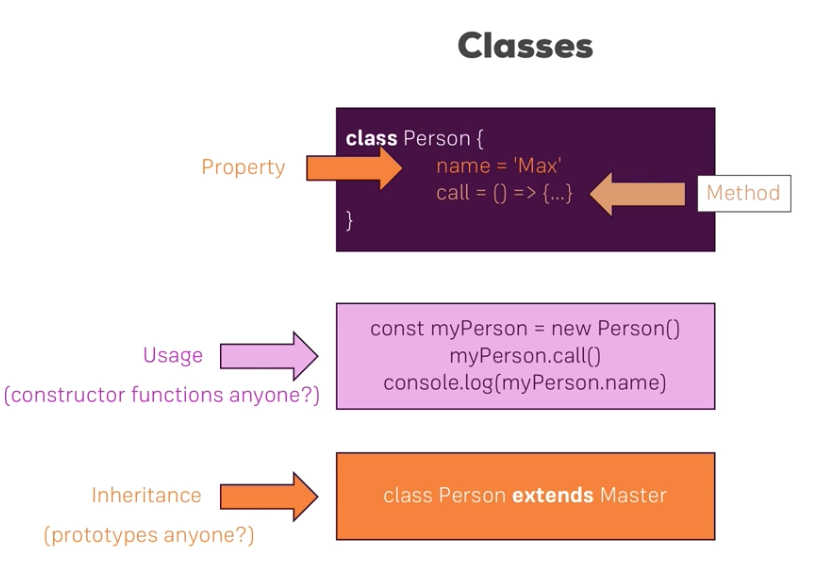 Classes
class Person {
Property
name = 'Max'
call = () => {...}
Method
}
Usage
(constructor functions anyone?)
const myPerson = new Person()
myPerson.call()
console.log(myPerson.name)
Inheritance
(prototypes anyone?)
class Person extends Master